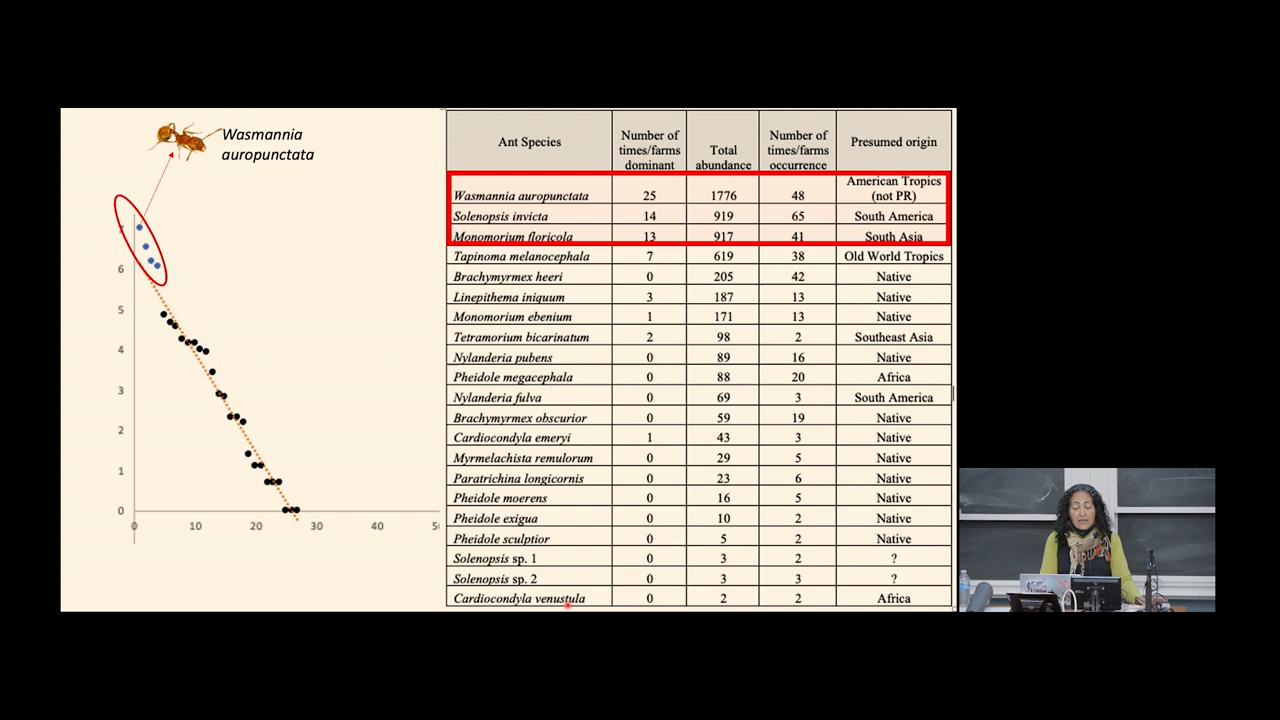 Wasmannia
auropunctata
6
5
4
3
2
1
0
0 10 20 30 40
Ant Species Number of times/farms dominant Total abundance Number of times/farms occurrence Presumed origin
Wasmannia auropunctata 25 1776 48 American Tropics (not PR)
Solenopsis invicta 14 919 65 South America
Monomorium floricola 13 917 41 South Asia
Tapinoma melanocephala 7 619 38 Old World Tropics
Brachymyrmex heeri 0 205 42 Native
Linepithema iniquum 3 187 13 Native
Monomorium ebenium 1 171 13 Native
Tetramorium bicarinatum 2 98 2 Southeast Asia
Nylanderia pubens 0 89 16 Native
Pheidole megacephala 0 88 20 Africa
Nylanderia fulva 0 69 3 South America
Brachymyrmex obscurior 0 59 19 Native
Cardiocondyla emeryi 1 43 3 Native
Myrmelachista remulorum 0 29 5 Native
Paratrichina longicornis 0 23 6 Native
Pheidole moerens 0 16 5 Native
Pheidole exigua 0 10 2 Native
Pheidole sculptior 0 5 2 Native
Solenopsis sp. 1 0 3 2 ?
Solenopsis sp. 2 0 3 3 ?
Cardiocondyla venustula 0 2 2 Africa